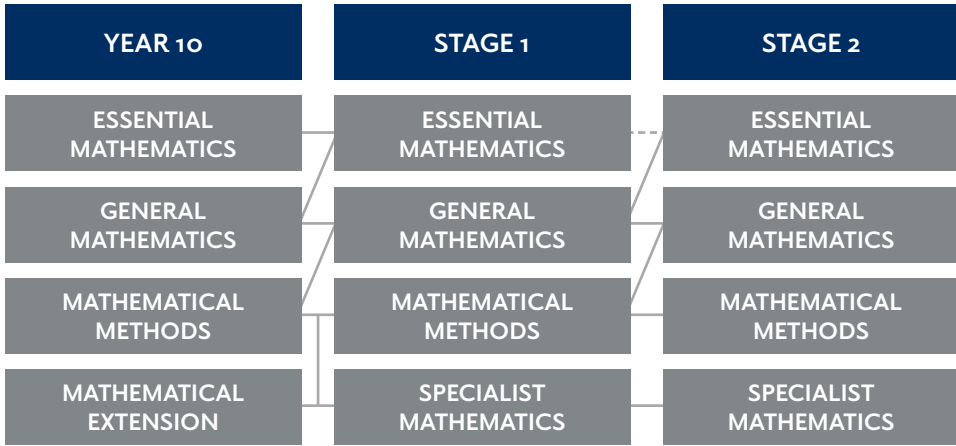 YEAR 10
STAGE 1
STAGE 2
ESSENTIAL
MATHEMATICS
ESSENTIAL
MATHEMATICS
ESSENTIAL
MATHEMATICS
GENERAL
MATHEMATICS
GENERAL
MATHEMATICS
GENERAL
MATHEMATICS
MATHEMATICAL
METHODS
MATHEMATICAL
METHODS
MATHEMATICAL
METHODS
MATHEMATICAL
EXTENSION
SPECIALIST
MATHEMATICS
SPECIALIST
MATHEMATICS